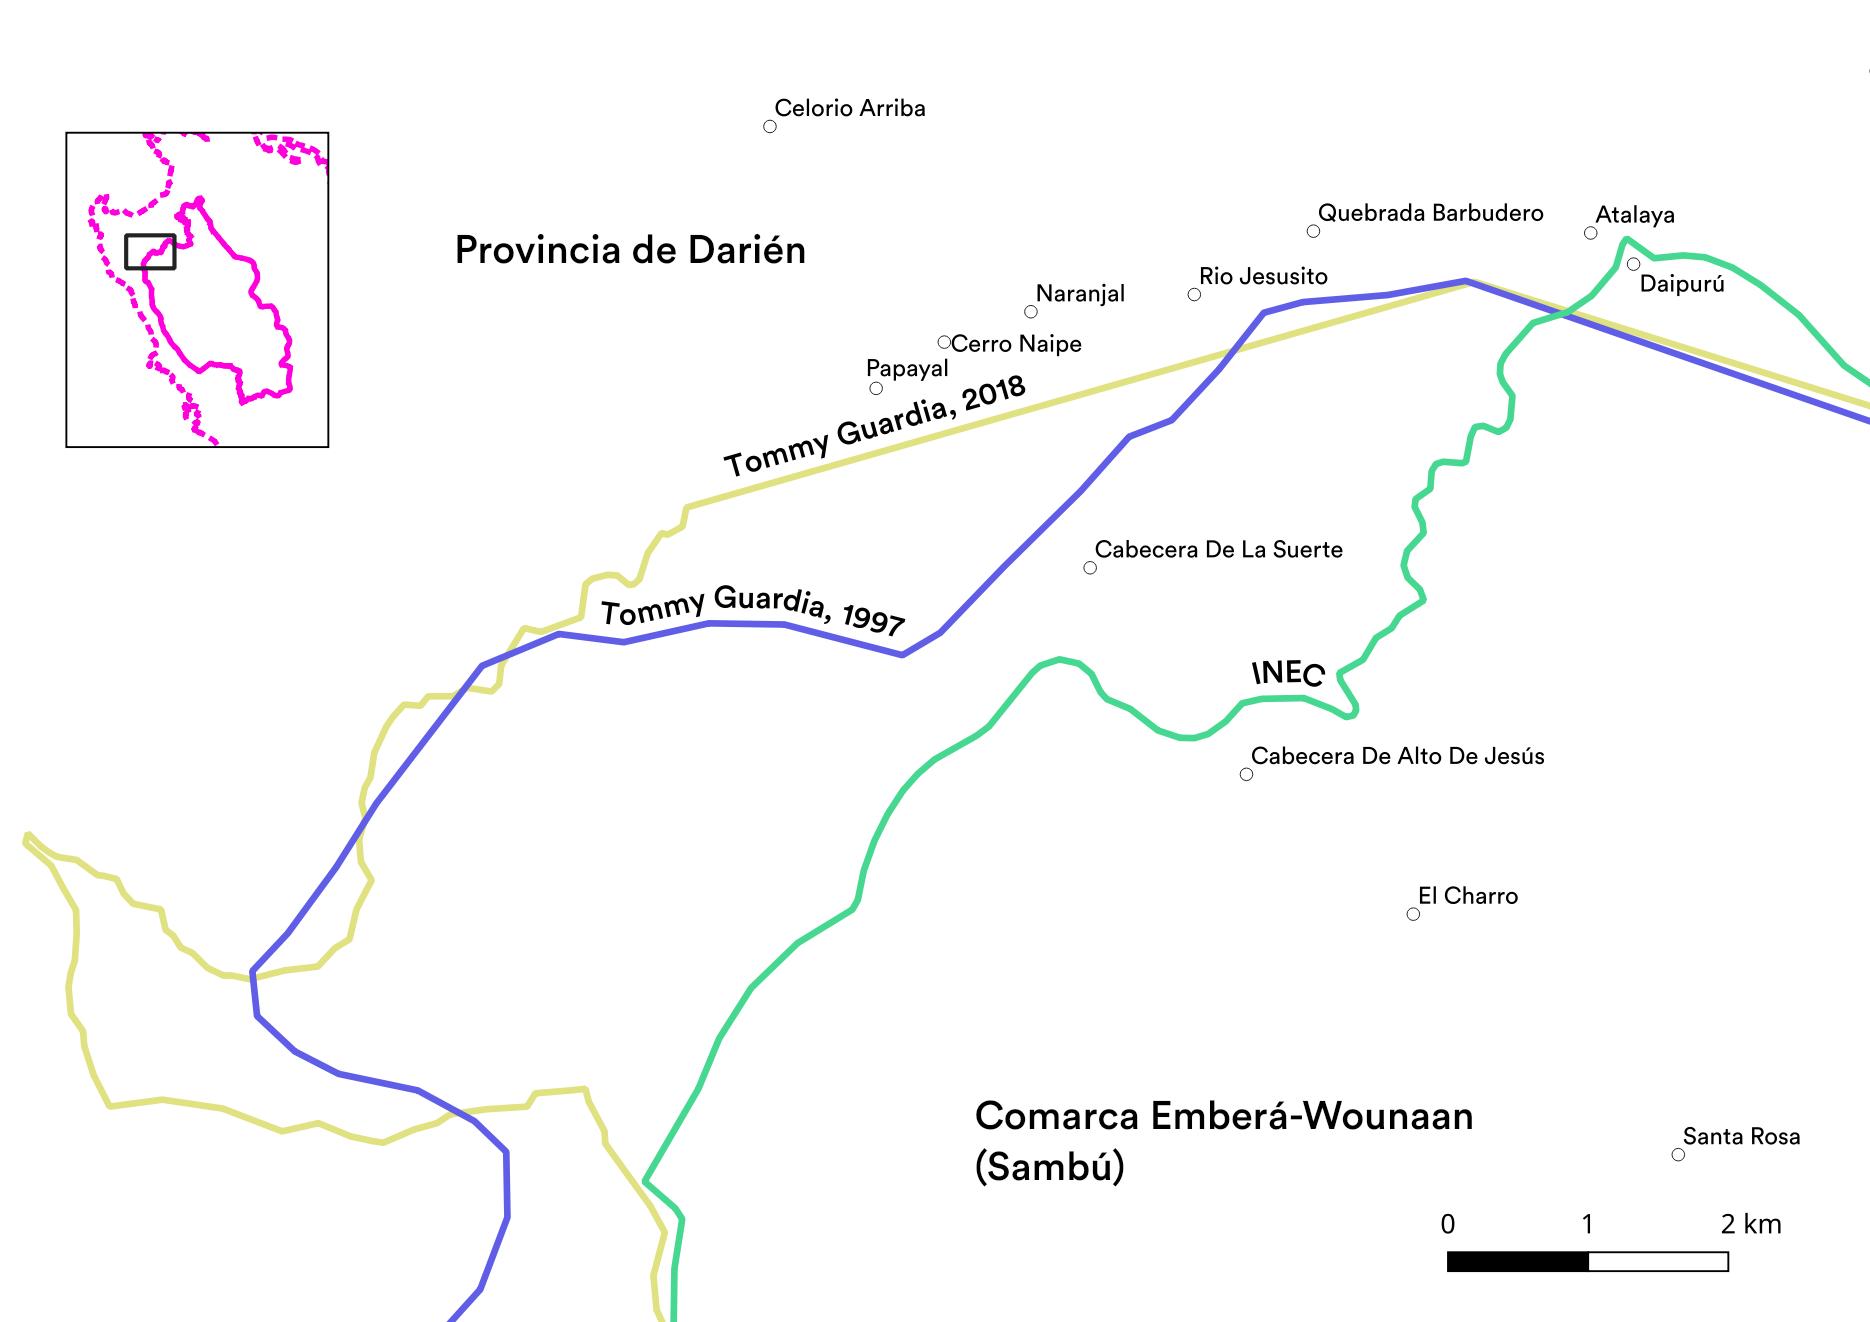 Celorio Arriba
Provincia de Darién
Quebrada Barbudero
Atalaya
Rio Jesusito
Daipurú
Naranjal
Cerro Naipe
Papayal
Tommy Guardia, 2018
Cabecera De La Suerte
Tommy Guardia, 1997
INEC
Cabecera De Alto De Jesús
El Charro
Comarca Emberá-Wounaan
(Sambú)
Santa Rosa
0 1 2 km